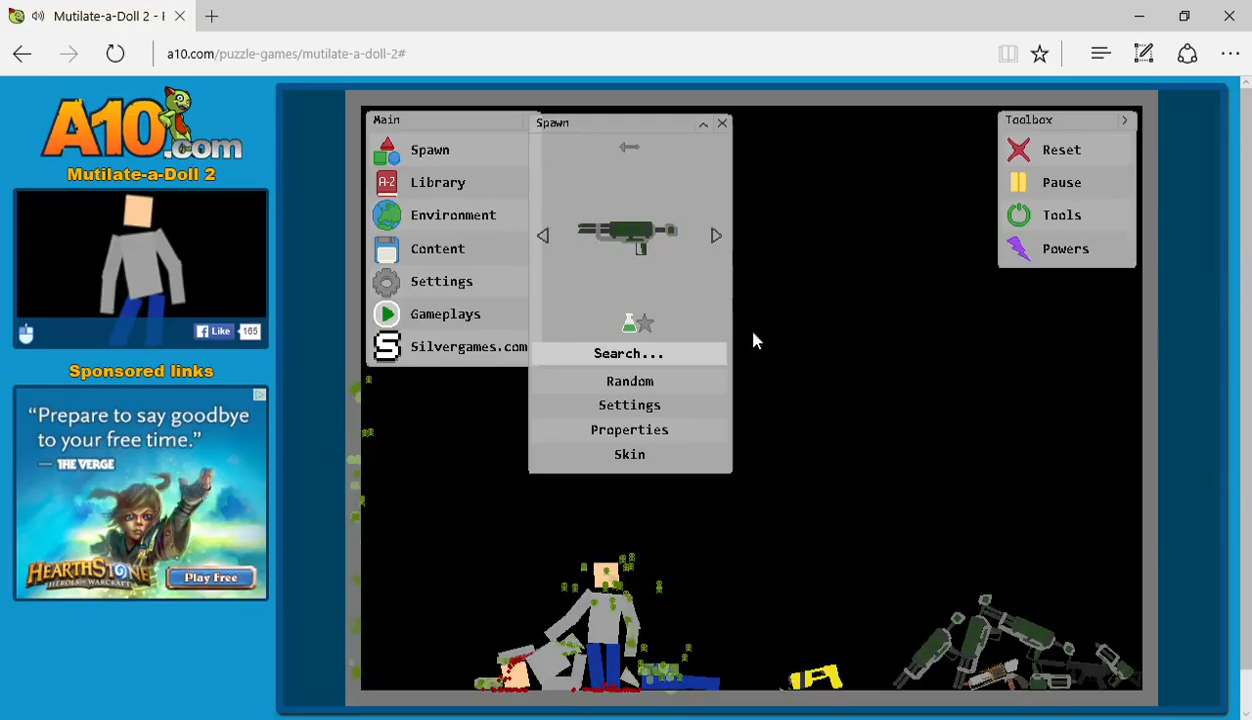 Mutilate-a-Doll 2 - I
a10.com/puzzle-games/mutilate-a-doll-2#
A10.com
Mutilate-a-Doll 2
Like
165
Sponsored links
“Prepare to say goodbye
to your free time.”
— THE VERGE
HEARTHSTONE
HEROES OF WARCRAFT
Play Free
Main
Spawn
A-Z
Library
Environment
Content
Settings
Gameplays
S
Silvergames.com
Spawn
Search...
Random
Settings
Properties
Skin
Toolbox
Reset
Pause
Tools
Powers